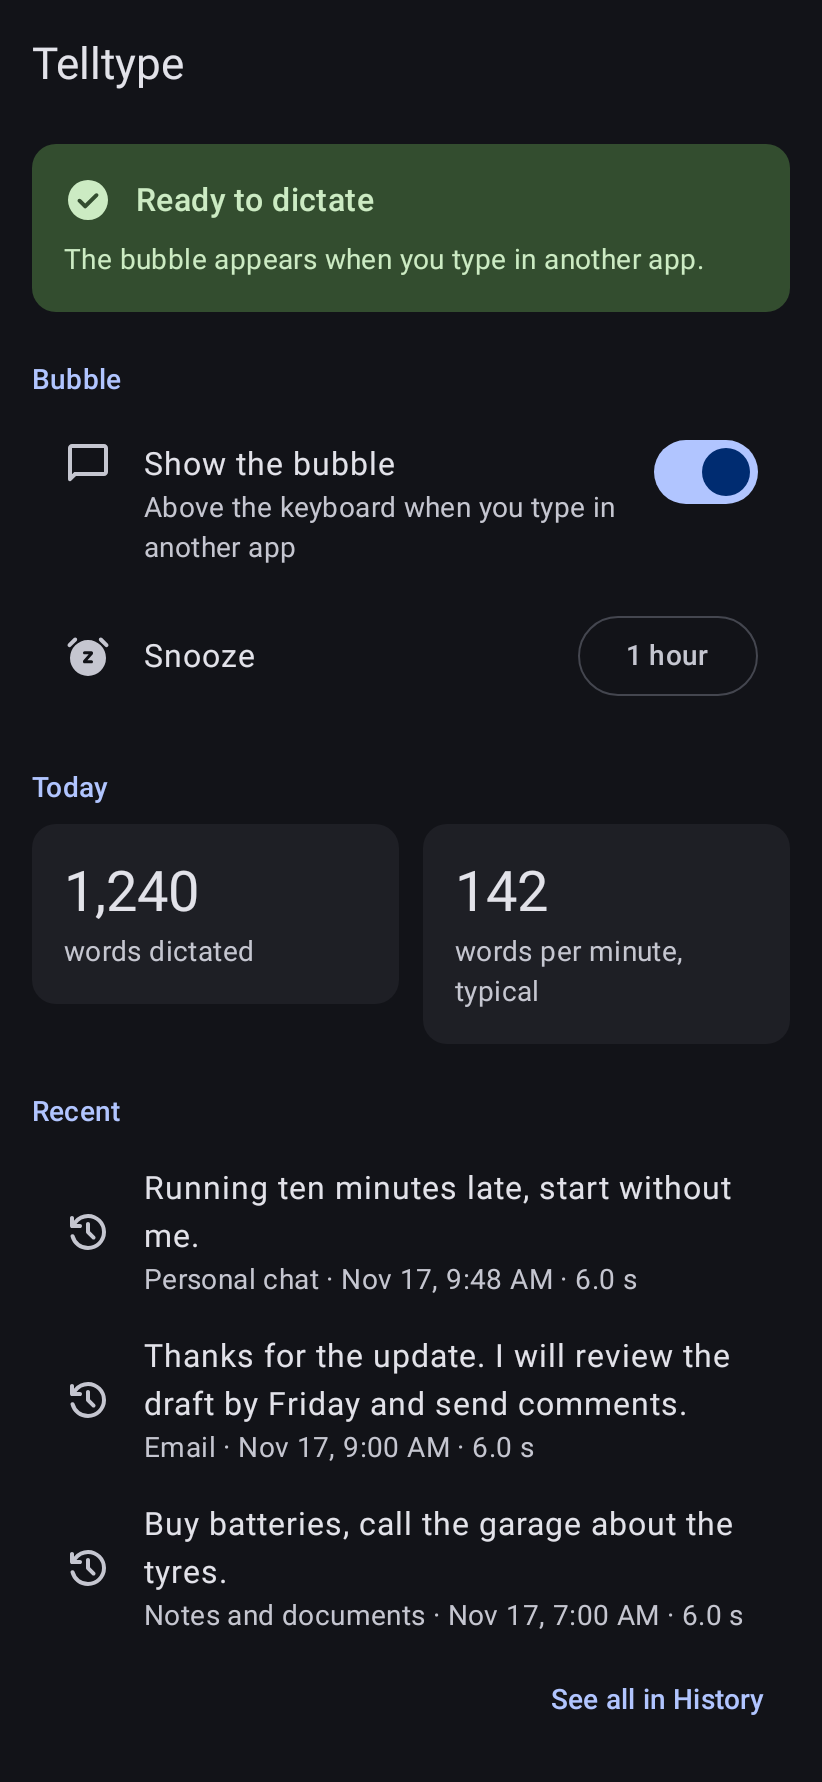 Telltype
Ready to dictate
The bubble appears when you type in another app.
Bubble
Show the bubble
Above the keyboard when you type in
another app
Snooze
1 hour
Today
1,240
words dictated
142
words per minute,
typical
Recent
Running ten minutes late, start without
me.
Personal chat · Nov 17, 9:48 AM · 6.0 s
Thanks for the update. I will review the
draft by Friday and send comments.
Email · Nov 17, 9:00 AM · 6.0 s
Buy batteries, call the garage about the
tyres.
Notes and documents · Nov 17, 7:00 AM · 6.0 s
See all in History